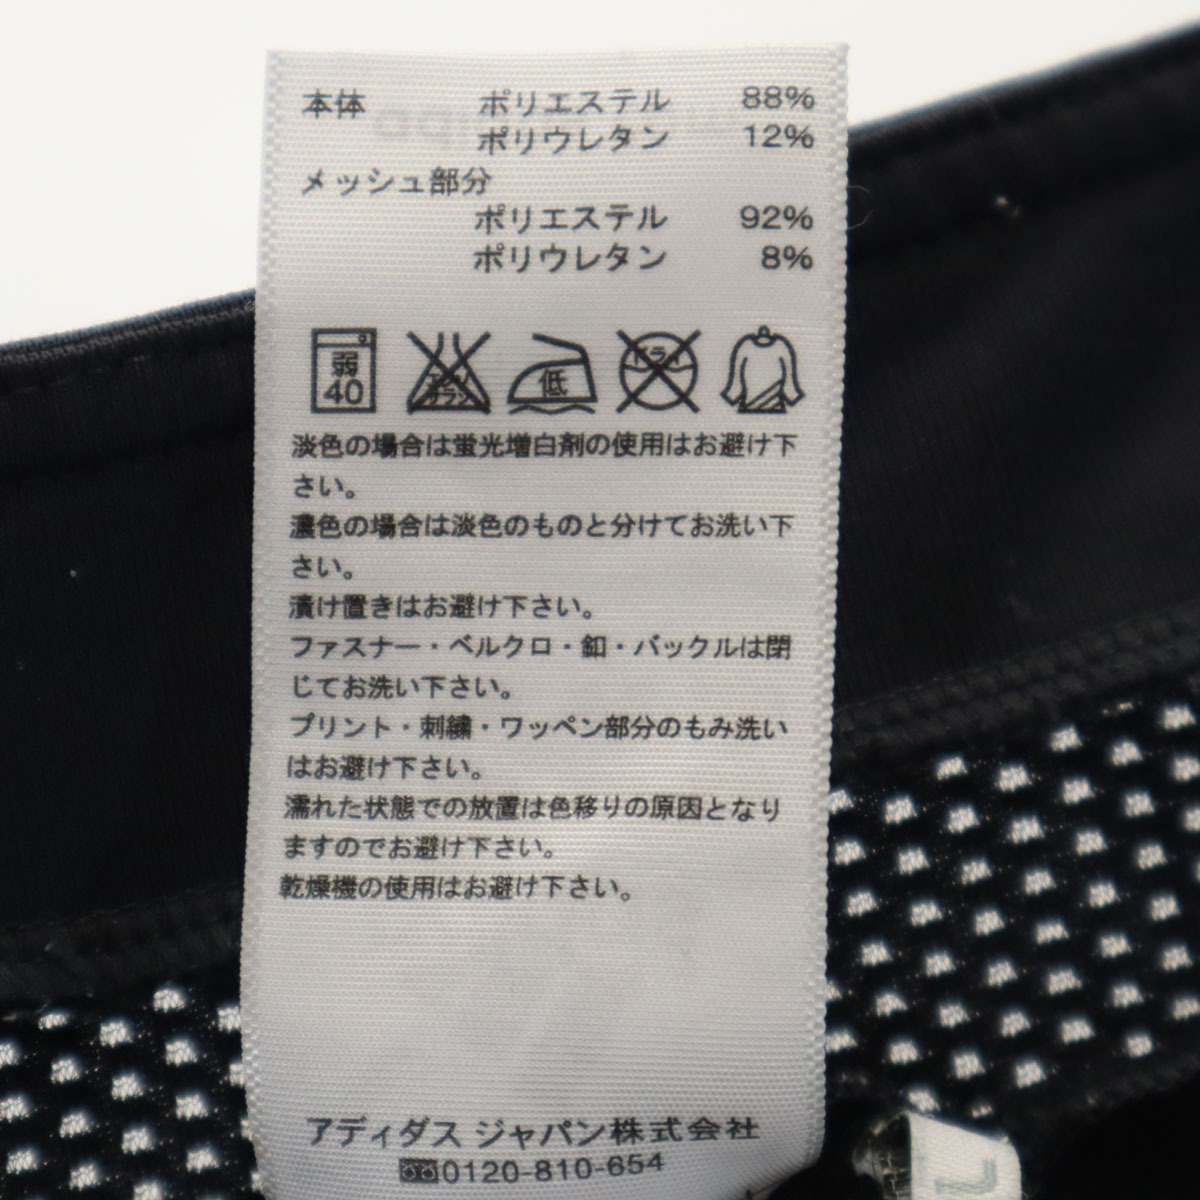 本体 ポリエステル 88%
ポリウレタン 12%
メッシュ部分
ポリエステル 92%
ポリウレタン 8%
弱 低 ドライ
40
淡色の場合は蛍光増白剤の使用はお避け下
さい。
濃色の場合は淡色のものと分けてお洗い下
さい。
漬け置きはお避け下さい。
ファスナー・ベルクロ・釦・バックルは閉
じてお洗い下さい。
プリント・刺繍・ワッペン部分のもみ洗い
はお避け下さい。
濡れた状態での放置は色移りの原因となり
ますのでお避け下さい。
乾燥機の使用はお避け下さい。
アディダス ジャパン株式会社
0120-810-654
L